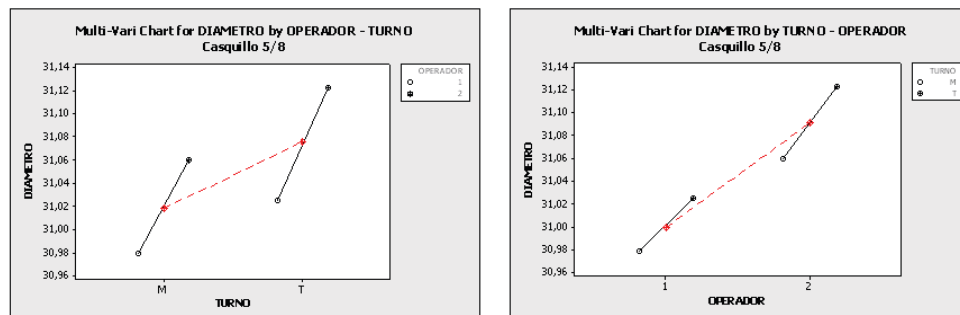 Multi-Vari Chart for DIAMETRO by OPERADOR - TURNO
Casquillo 5/8
31,14
31,12
31,10
31,08
31,06
31,04
31,02
31,00
30,98
30,96
DIAMETRO
M
T
TURNO
OPERADOR
1
2
Multi-Vari Chart for DIAMETRO by TURNO - OPERADOR
Casquillo 5/8
31,14
31,12
31,10
31,08
31,06
31,04
31,02
31,00
30,98
30,96
DIAMETRO
1
2
OPERADOR
TURNO
M
T